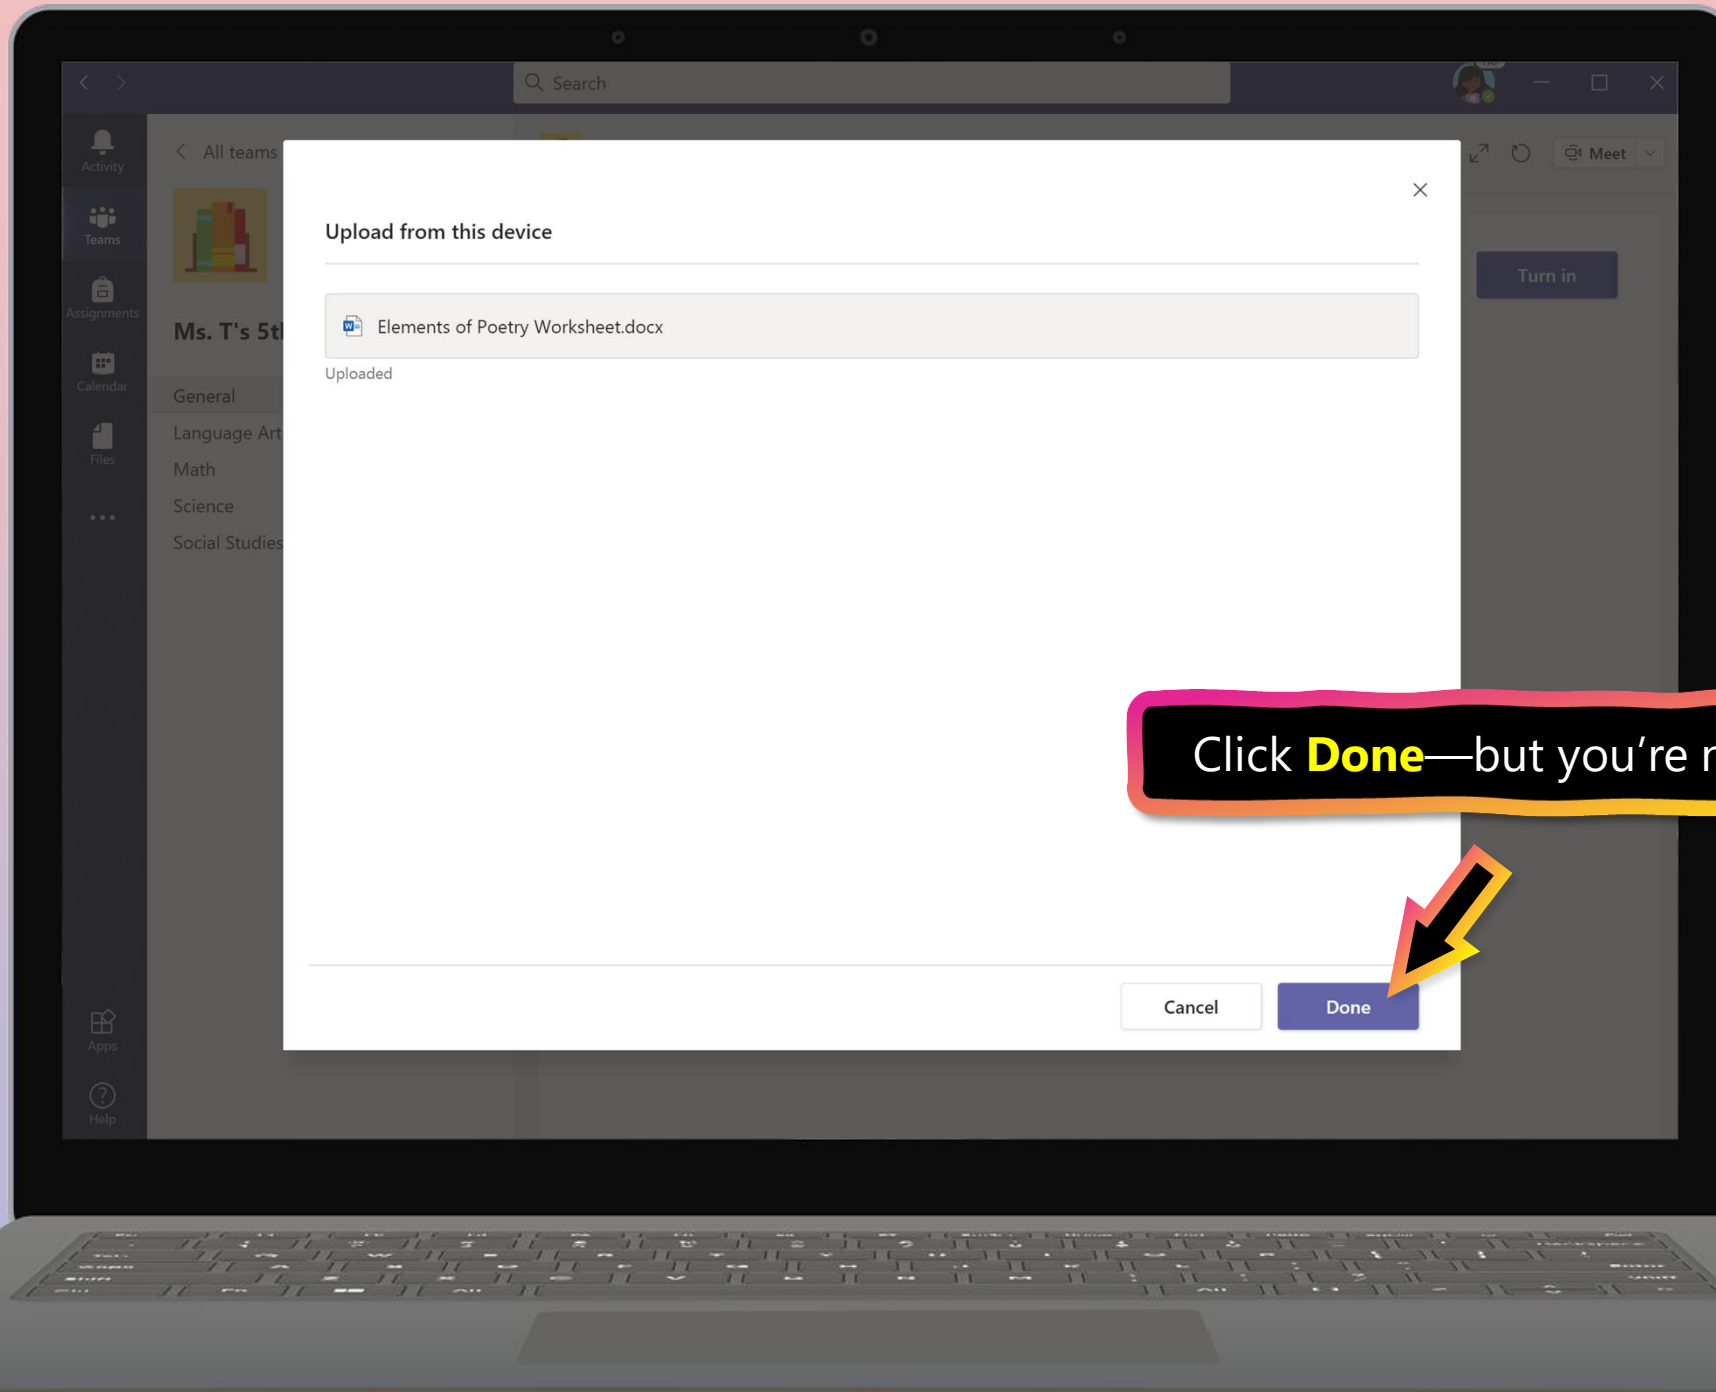 Search
Activity
All teams
Meet
Teams
Upload from this device
Turn in
Assignments
Elements of Poetry Worksheet.docx
Ms. T's 5th
Uploaded
Calendar
General
Language Art
Files
Math
Science
Social Studies
Click Done—but you're
Cancel
Done
Apps
Help